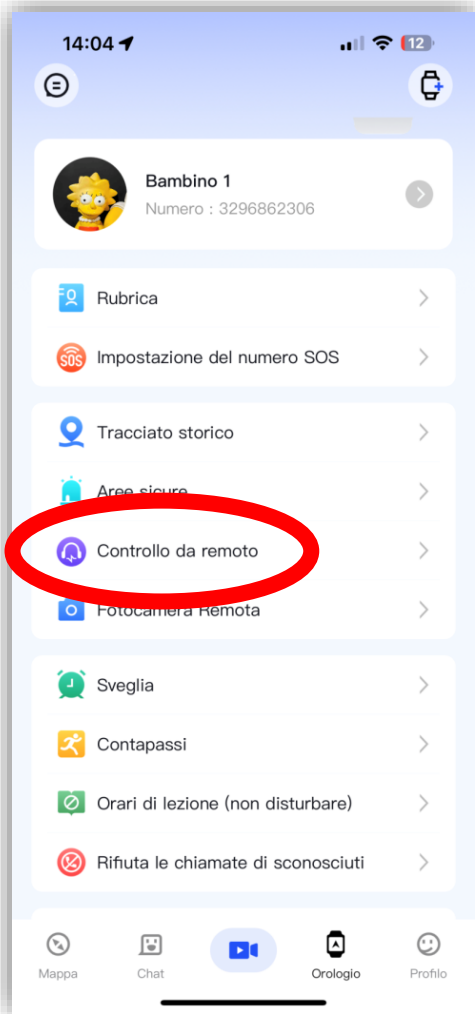 14:04
12
Bambino 1
Numero : 3296862306
Rubrica
SOS
Impostazione del numero SOS
Tracciato storico
Aree sicure
Controllo da remoto
Fotocamera Remota
Sveglia
Contapassi
Orari di lezione (non disturbare)
Rifiuta le chiamate di sconosciuti
Mappa
Chat
Orologio
Profilo